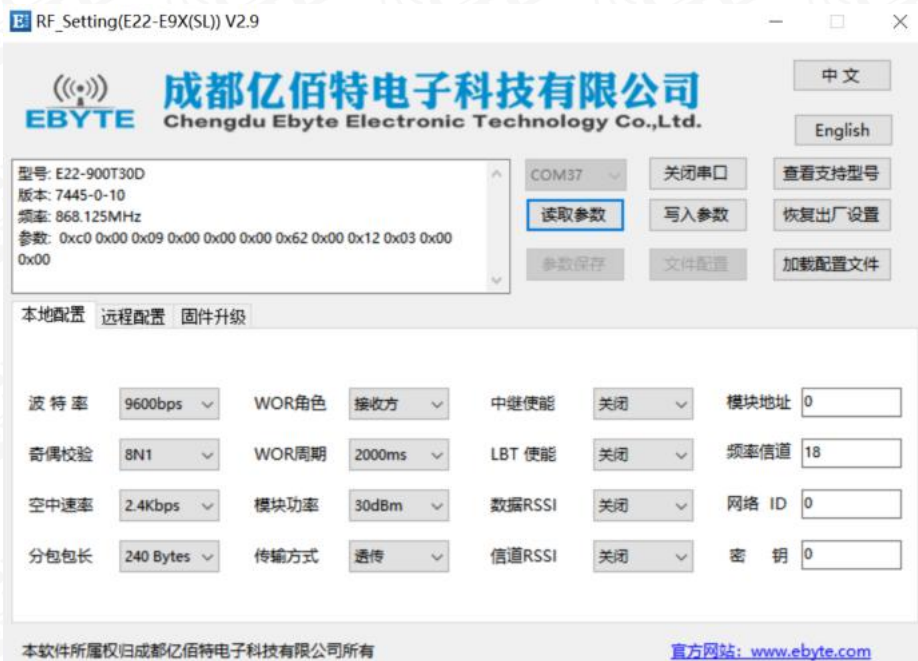 RF_Setting(E22-E9X(SL)) V2.9
EBYTE
成都亿佰特电子科技有限公司
Chengdu Ebyte Electronic Technology Co.,Ltd.
中文
English
型号: E22-900T30D
版本: 7445-0-10
频率: 868.125MHz
参数: 0xc0 0x00 0x09 0x00 0x00 0x00 0x62 0x00 0x12 0x03 0x00
0x00
COM37 关闭串口 查看支持型号
读取参数 写入参数 恢复出厂设置
参数保存 文件配置 加载配置文件
本地配置 远程配置 固件升级
波特率 9600bps WOR角色 接收方 中继使能 关闭 模块地址 0
奇偶校验 8N1 WOR周期 2000ms LBT 使能 关闭 频率信道 18
空中速率 2.4Kbps 模块功率 30dBm 数据RSSI 关闭 网络 ID 0
分包包长 240 Bytes 传输方式 透传 信道RSSI 关闭 密 钥 0
本软件所属权归成都亿佰特电子科技有限公司所有 官方网站: www.ebyte.com